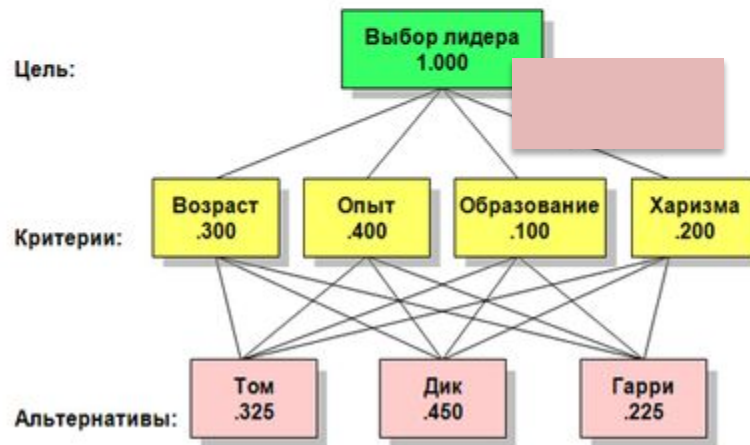 Выбор лидера
1.000
Цель:
Возраст
.300
Опыт
.400
Образование
.100
Харизма
.200
Критерии:
Том
.325
Дик
.450
Гарри
.225
Альтернативы: